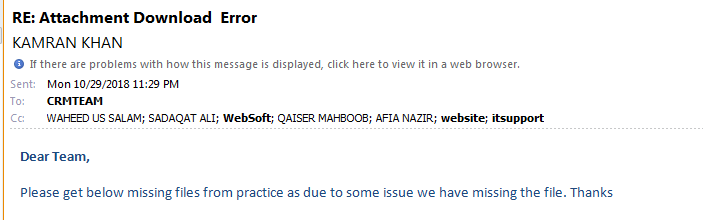 RE: Attachment Download  Error
KAMRAN KHAN
If there are problems with how this message is displayed, click here to view it in a web browser.
Sent: Mon 10/29/2018 11:29 PM
To: CRMTEAM
Cc: WAHEED US SALAM; SADAQAT ALI; WebSoft; QAISER MAHBOOB; AFIA NAZIR; website; itsupport
Dear Team,
Please get below missing files from practice as due to some issue we have missing the file. Thanks